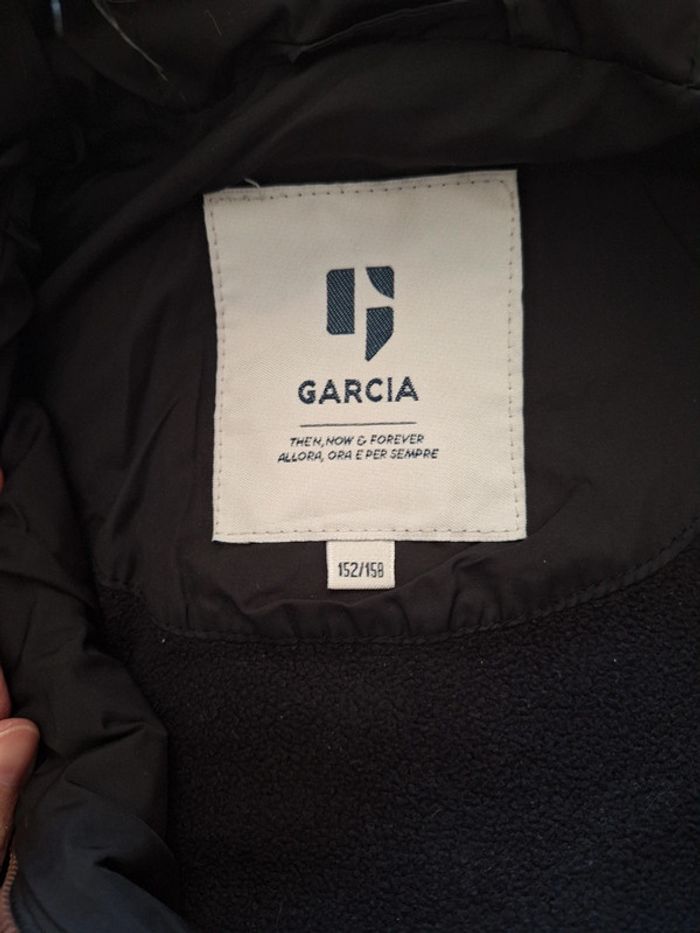 GARCIA
THEN, NOW & FOREVER
ALLORA, ORA E PER SEMPRE
152/158